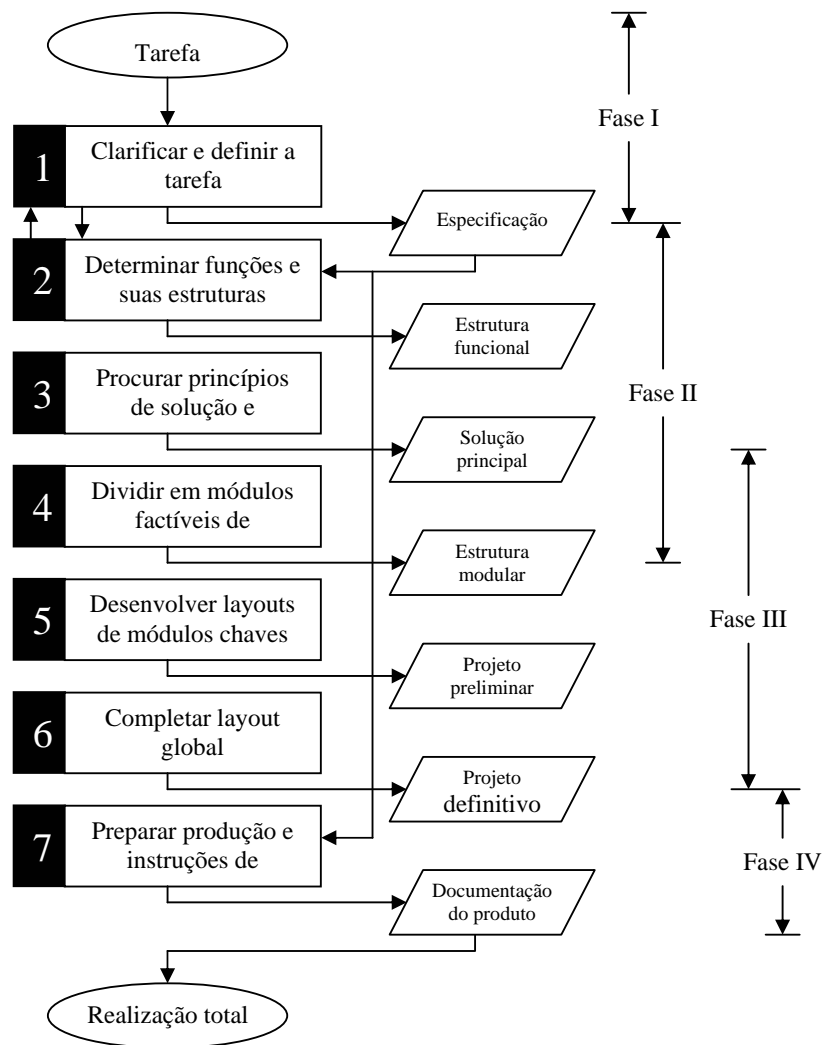 Tarefa
Fase I
1
Clarificar e definir a
tarefa
Especificação
2
Determinar funções e
suas estruturas
Estrutura
funcional
3
Procurar princípios
de solução e
Fase II
Solução
principal
4
Dividir em módulos
factíveis de
Estrutura
modular
5
Desenvolver layouts
de módulos chaves
Fase III
Projeto
preliminar
6
Completar layout
global
Projeto
definitivo
7
Preparar produção e
instruções de
Fase IV
Documentação
do produto
Realização total